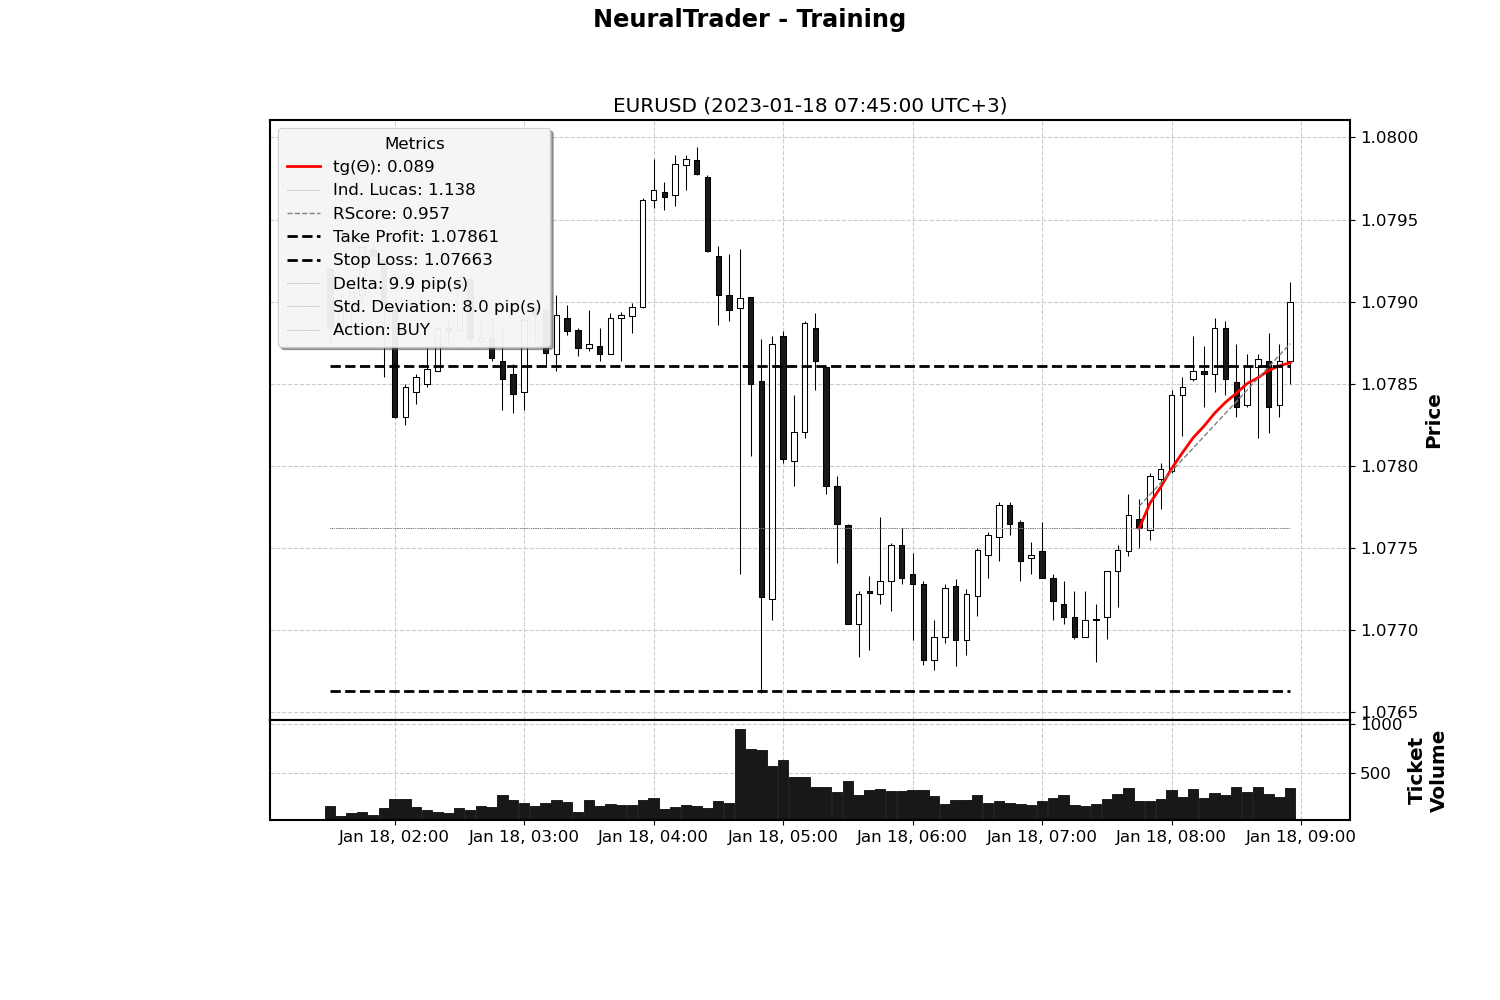 NeuralTrader - Training
EURUSD (2023-01-18 07:45:00 UTC+3)
Metrics
tg(Θ): 0.089
Ind. Lucas: 1.138
RScore: 0.957
Take Profit: 1.07861
Stop Loss: 1.07663
Delta: 9.9 pip(s)
Std. Deviation: 8.0 pip(s)
Action: BUY
1.0800
1.0795
1.0790
1.0785
1.0780
1.0775
1.0770
1.0765
Price
1000
500
Ticket
Volume
Jan 18, 02:00
Jan 18, 03:00
Jan 18, 04:00
Jan 18, 05:00
Jan 18, 06:00
Jan 18, 07:00
Jan 18, 08:00
Jan 18, 09:00